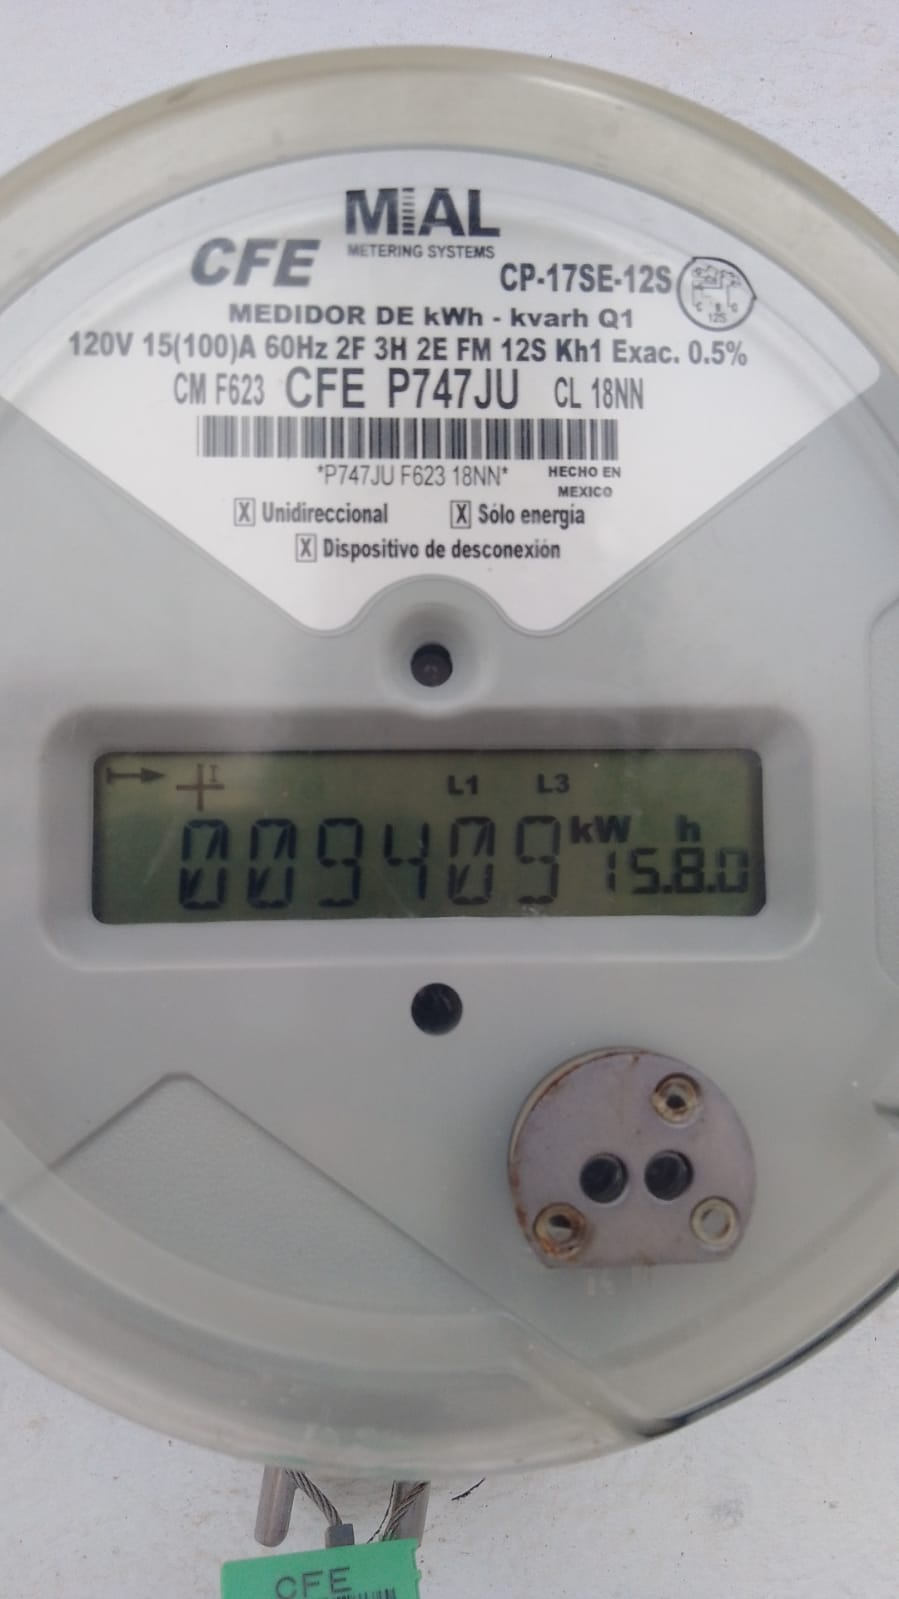 MIAL
METERING SYSTEMS
CFE
CP-17SE-12S
12S
MEDIDOR DE kWh - kvarh Q1
120V 15(100)A 60Hz 2F 3H 2E FM 12S Kh1 Exac. 0.5%
CM F623 CFE P747JU CL 18NN
*P747JU F623 18NN*
HECHO EN
MEXICO
X Unidireccional X Sólo energía
X Dispositivo de desconexión
I L1 L3
009409 kW h
15.8.0
CFE